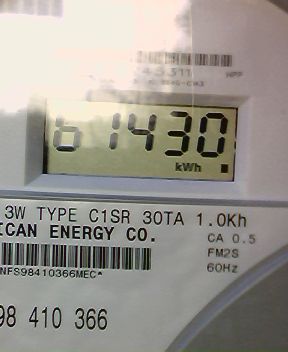 61430
kWh
3W TYPE C1SR 30TA 1.0Kh
ICAN ENERGY CO.
CA 0.5
FM2S
60Hz
NFS98410366MEC*
98 410 366